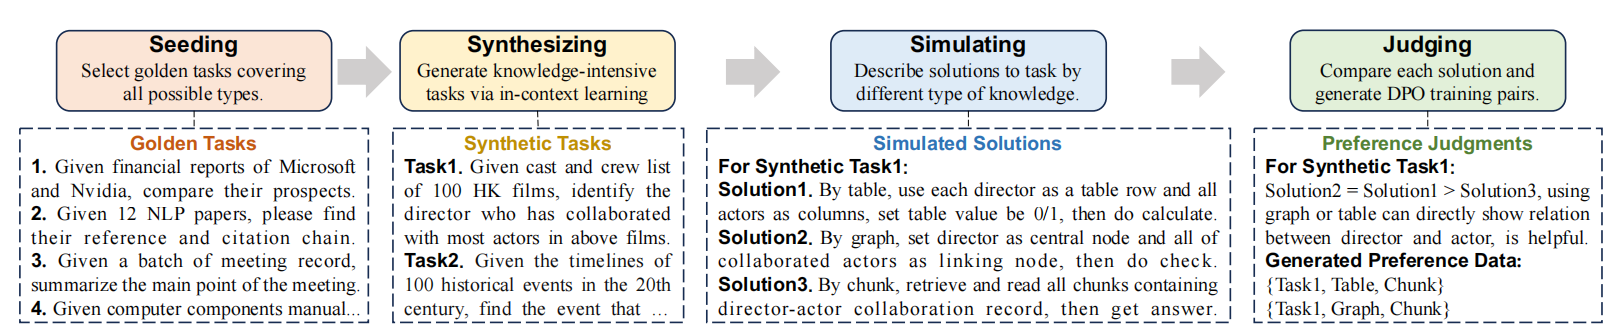 Seeding
Select golden tasks covering
all possible types.
Synthesizing
Generate knowledge-intensive
tasks via in-context learning
Simulating
Describe solutions to task by
different type of knowledge.
Judging
Compare each solution and
generate DPO training pairs.
Golden Tasks
1. Given financial reports of Microsoft
and Nvidia, compare their prospects.
2. Given 12 NLP papers, please find
their reference and citation chain.
3. Given a batch of meeting record,
summarize the main point of the meeting.
4. Given computer components manual...
Synthetic Tasks
Task1. Given cast and crew list
of 100 HK films, identify the
director who has collaborated
with most actors in above films.
Task2. Given the timelines of
100 historical events in the 20th
century, find the event that ...
Simulated Solutions
For Synthetic Task1:
Solution1. By table, use each director as a table row and all
actors as columns, set table value be 0/1, then do calculate.
Solution2. By graph, set director as central node and all of
collaborated actors as linking node, then do check.
Solution3. By chunk, retrieve and read all chunks containing
director-actor collaboration record, then get answer.
Preference Judgments
For Synthetic Task1:
Solution2 = Solution1 > Solution3, using
graph or table can directly show relation
between director and actor, is helpful.
Generated Preference Data:
{Task1, Table, Chunk}
{Task1, Graph, Chunk}